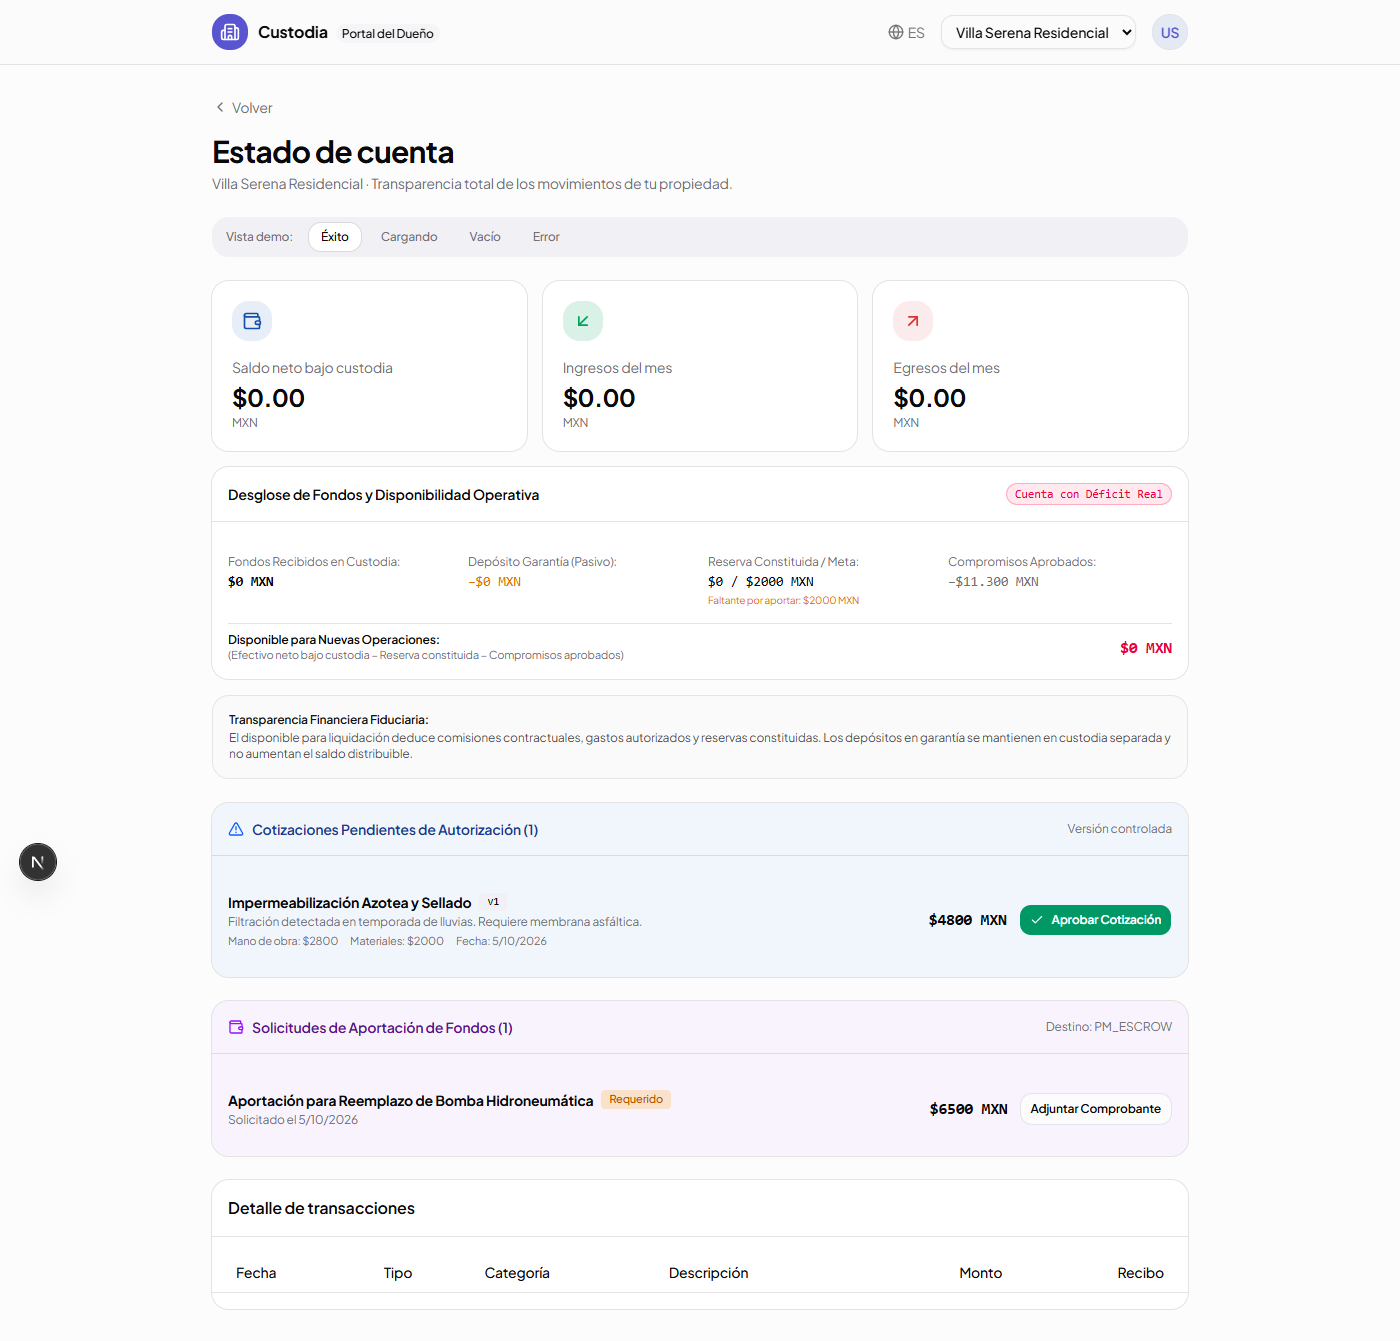 Custodia Portal del Dueño
ES
Villa Serena Residencial
US
Volver
Estado de cuenta
Villa Serena Residencial · Transparencia total de los movimientos de tu propiedad.
Vista demo: Éxito Cargando Vacío Error
Saldo neto bajo custodia
$0.00
MXN
Ingresos del mes
$0.00
MXN
Egresos del mes
$0.00
MXN
Desglose de Fondos y Disponibilidad Operativa
Cuenta con Déficit Real
Fondos Recibidos en Custodia:
$0 MXN
Depósito Garantía (Pasivo):
-$0 MXN
Reserva Constituida / Meta:
$0 / $2000 MXN
Faltante por aportar: $2000 MXN
Compromisos Aprobados:
-$11.300 MXN
Disponible para Nuevas Operaciones:
(Efectivo neto bajo custodia – Reserva constituida – Compromisos aprobados)
$0 MXN
Transparencia Financiera Fiduciaria:
El disponible para liquidación deduce comisiones contractuales, gastos autorizados y reservas constituidas. Los depósitos en garantía se mantienen en custodia separada y
no aumentan el saldo distribuible.
Cotizaciones Pendientes de Autorización (1)
Versión controlada
Impermeabilización Azotea y Sellado v1
Filtración detectada en temporada de lluvias. Requiere membrana asfáltica.
Mano de obra: $2800 Materiales: $2000 Fecha: 5/10/2026
$4800 MXN
Aprobar Cotización
N
Solicitudes de Aportación de Fondos (1)
Destino: PM_ESCROW
Aportación para Reemplazo de Bomba Hidroneumática Requerido
Solicitado el 5/10/2026
$6500 MXN
Adjuntar Comprobante
Detalle de transacciones
Fecha Tipo Categoría Descripción Monto Recibo